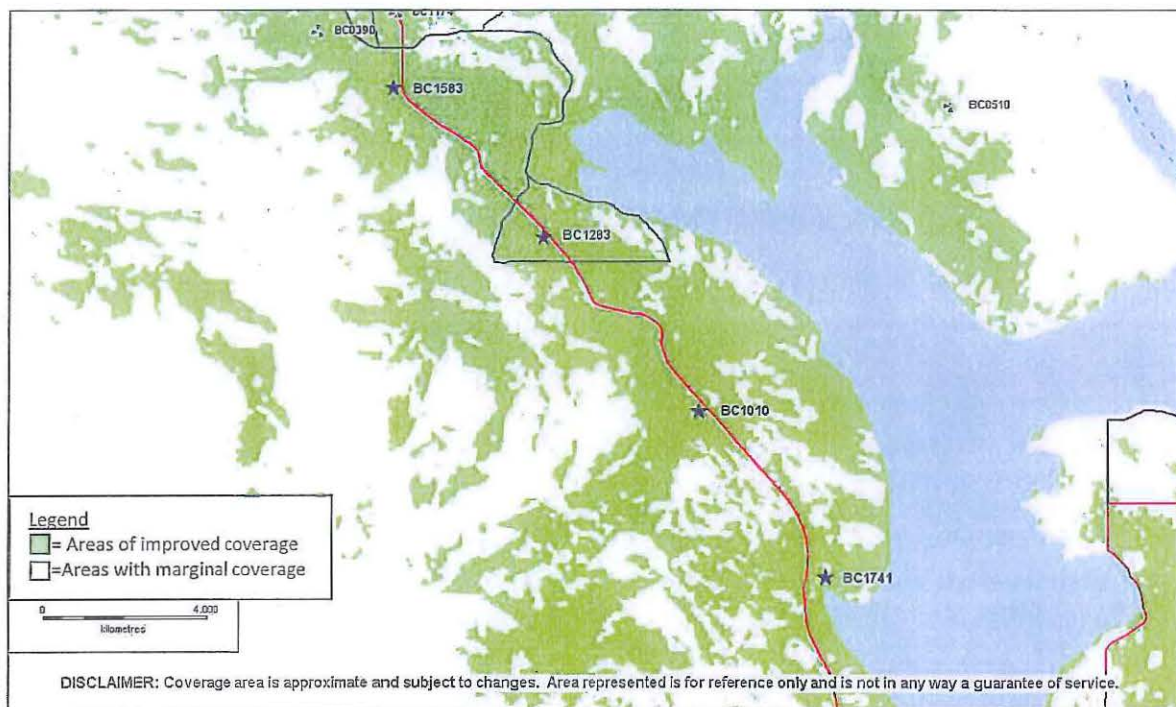 BC1174
BC0390
BC1583
BC0510
BC1283
BC1010
Legend
= Areas of improved coverage
=Areas with marginal coverage
0 4.000
kilometres
BC1741
DISCLAIMER: Coverage area is approximate and subject to changes. Area represented is for reference only and is not in any way a guarantee of service.